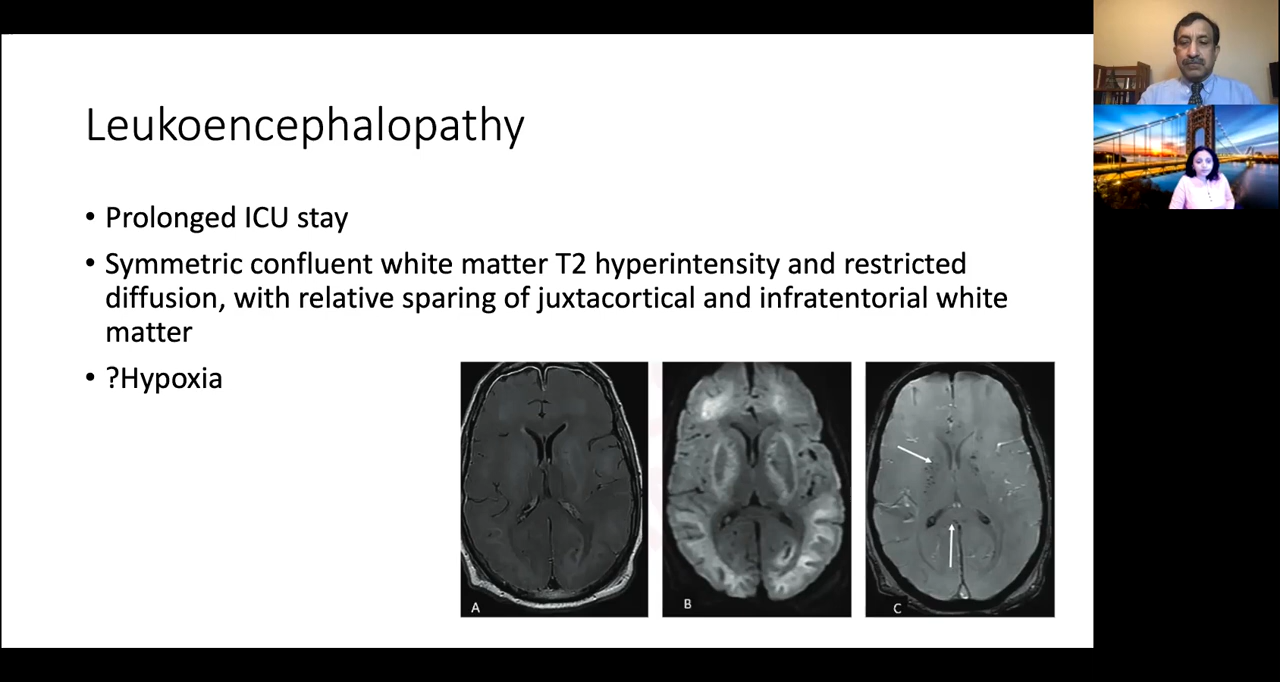 Leukoencephalopathy
• Prolonged ICU stay
• Symmetric confluent white matter T2 hyperintensity and restricted
diffusion, with relative sparing of juxtacortical and infratentorial white
matter
• ?Hypoxia
A
B
C